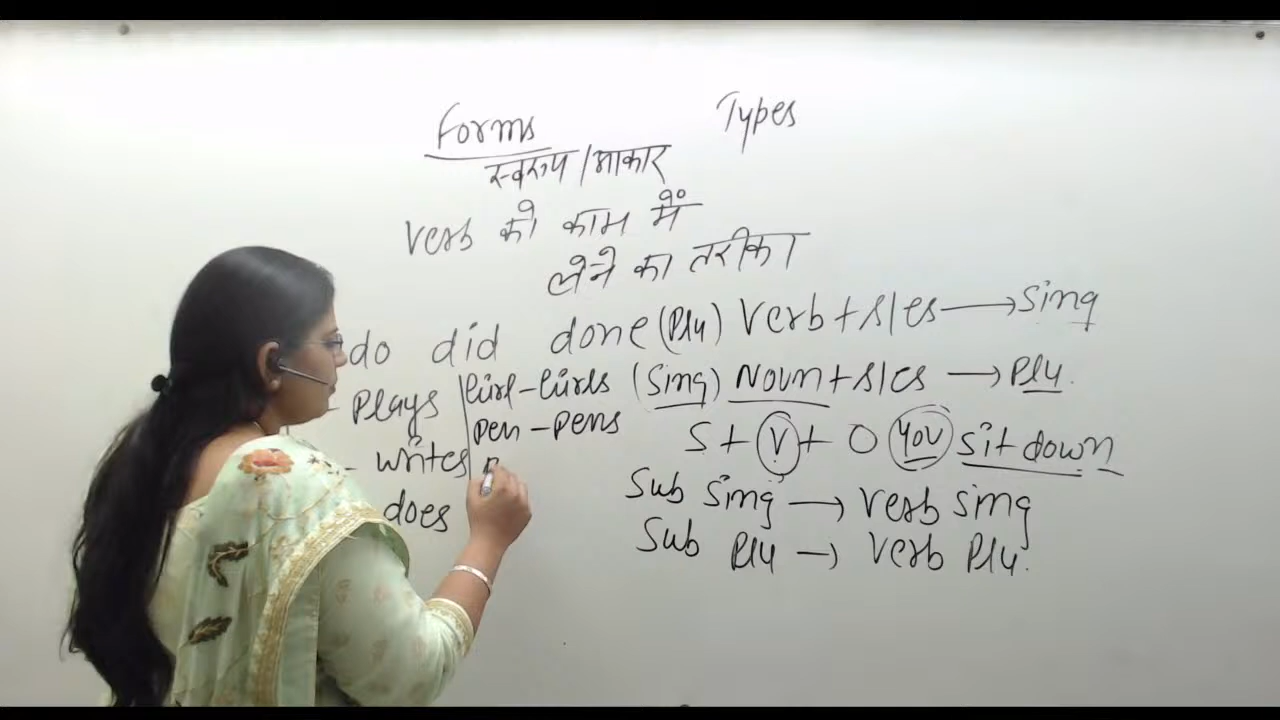 Forms Types
स्वरूप/आकार
Verb को काम में
लेने का तरीका
do did done (Plu) Verb + s/es → Sing
Plays Girl - Girls (Sing) Noun + s/es → Plu.
Pen - Pens S + V + O You sit down
- writes
Sub Sing → Verb Sing
does
Sub Plu → Verb Plu.